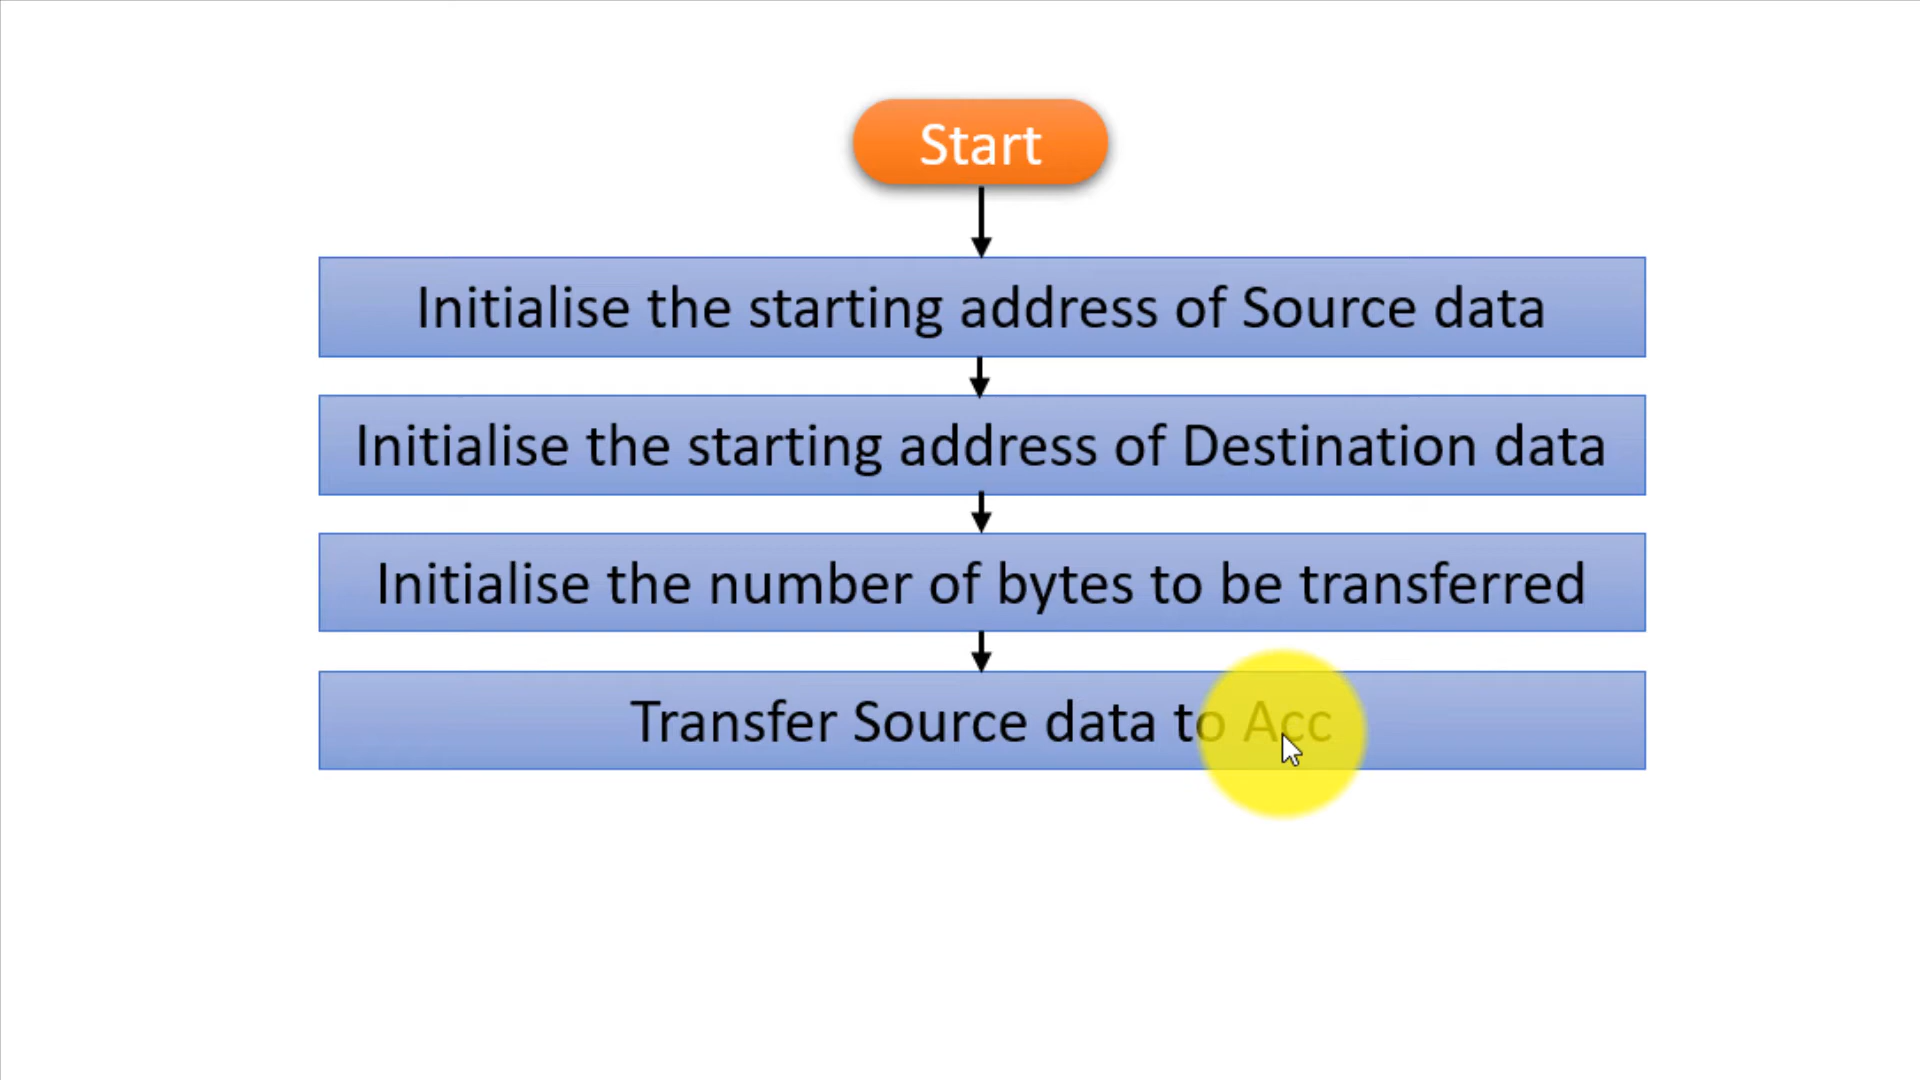 Start
Initialise the starting address of Source data
Initialise the starting address of Destination data
Initialise the number of bytes to be transferred
Transfer Source data to Acc